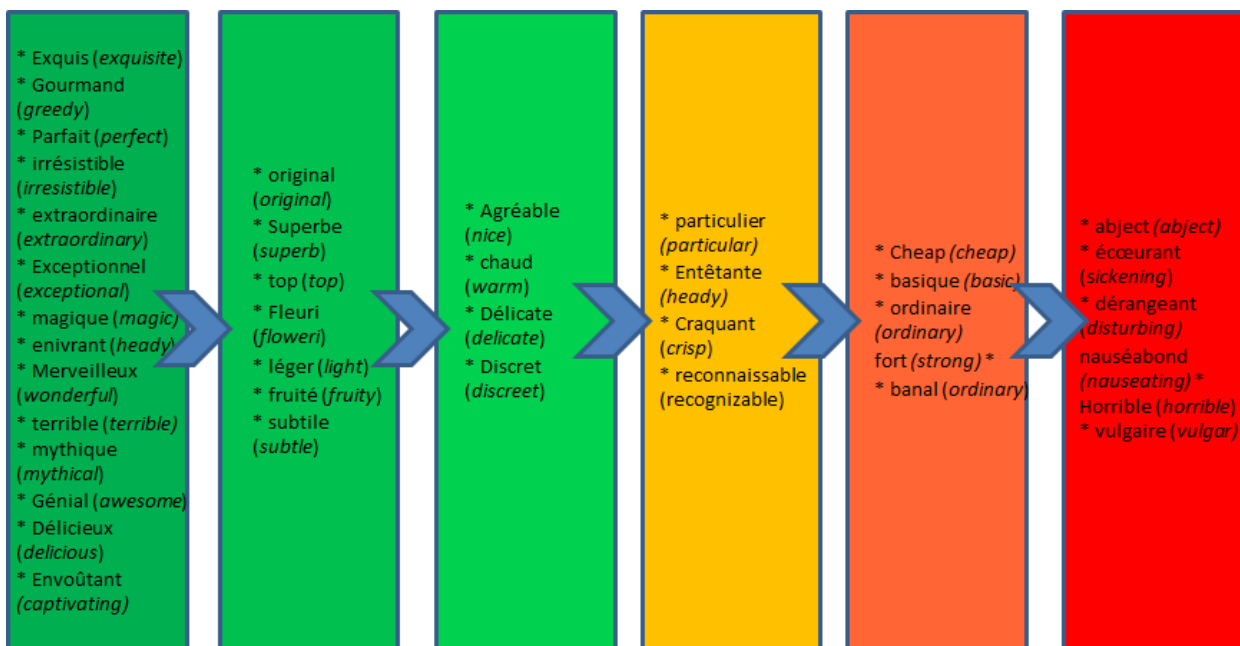 * Exquis (exquisite)
* Gourmand
(greedy)
* Parfait (perfect)
* irrésistible
(irresistible)
* extraordinaire
(extraordinary)
* Exceptionnel
(exceptional)
* magique (magic)
* enivrant (heady)
* Merveilleux
(wonderful)
* terrible (terrible)
* mythique
(mythical)
* Génial (awesome)
* Délicieux
(delicious)
* Envoûtant
(captivating)
* original
(original)
* Superbe
(superb)
* top (top)
* Fleuri
(floweri)
* léger (light)
* fruité (fruity)
* subtile
(subtle)
* Agréable
(nice)
* chaud
(warm)
* Délicate
(delicate)
* Discret
(discreet)
* particulier
(particular)
* Entêtante
(heady)
* Craquant
(crisp)
* reconnaissable
(recognizable)
* Cheap (cheap)
* basique (basic)
* ordinaire
(ordinary)
fort (strong) *
* banal (ordinary)
* abject (abject)
* écœurant
(sickening)
* dérangeant
(disturbing)
nauséabond
(nauseating) *
Horrible (horrible)
* vulgaire (vulgar)